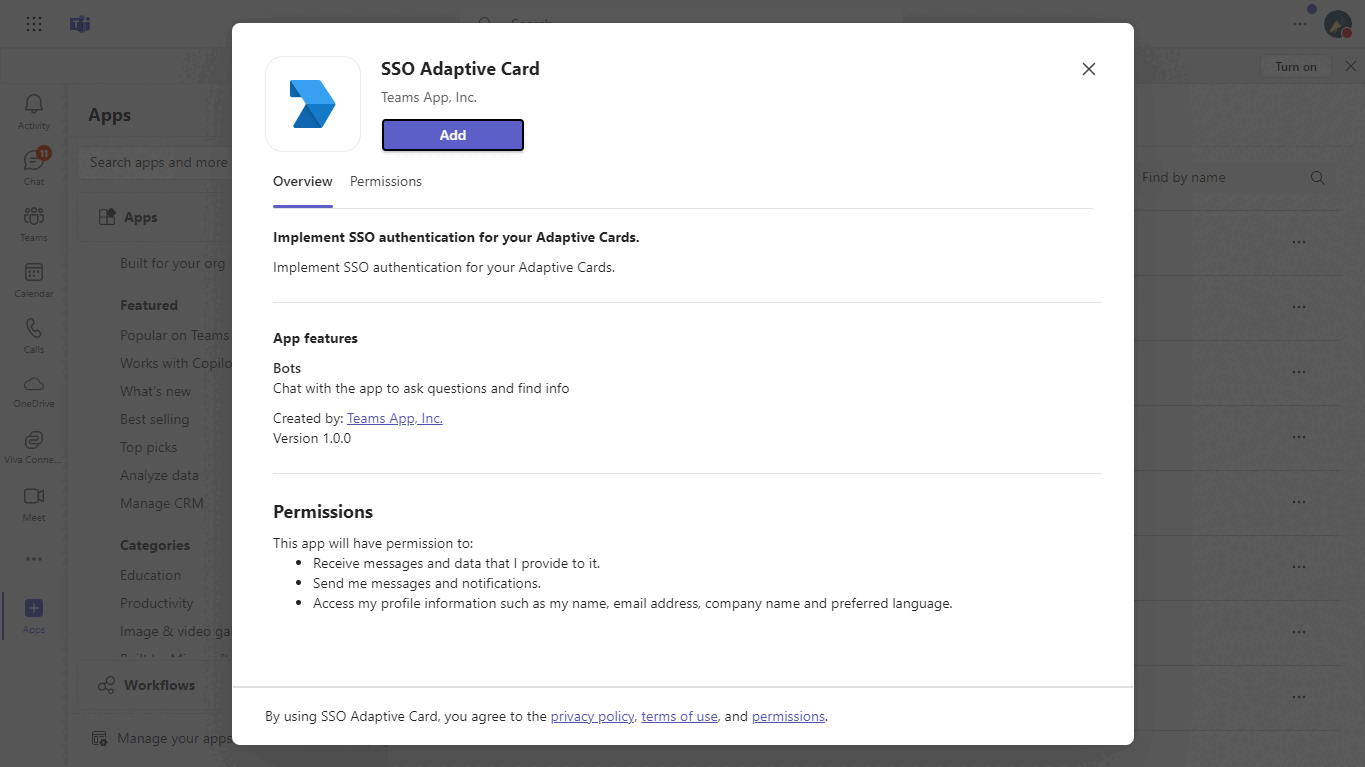 Search
Turn on
Activity
11
Chat
Teams
Calendar
Calls
OneDrive
Viva Conne...
Meet
Apps
Apps
Search apps and more
Apps
Built for your org
Featured
Popular on Teams
Works with Copilo
What's new
Best selling
Top picks
Analyze data
Manage CRM
Categories
Education
Productivity
Image & video ga
Workflows
Manage your apps
Find by name
SSO Adaptive Card
Teams App, Inc.
Add
Overview Permissions
Implement SSO authentication for your Adaptive Cards.
Implement SSO authentication for your Adaptive Cards.
App features
Bots
Chat with the app to ask questions and find info
Created by: Teams App, Inc.
Version 1.0.0
Permissions
This app will have permission to:
• Receive messages and data that I provide to it.
• Send me messages and notifications.
• Access my profile information such as my name, email address, company name and preferred language.
By using SSO Adaptive Card, you agree to the privacy policy, terms of use, and permissions.